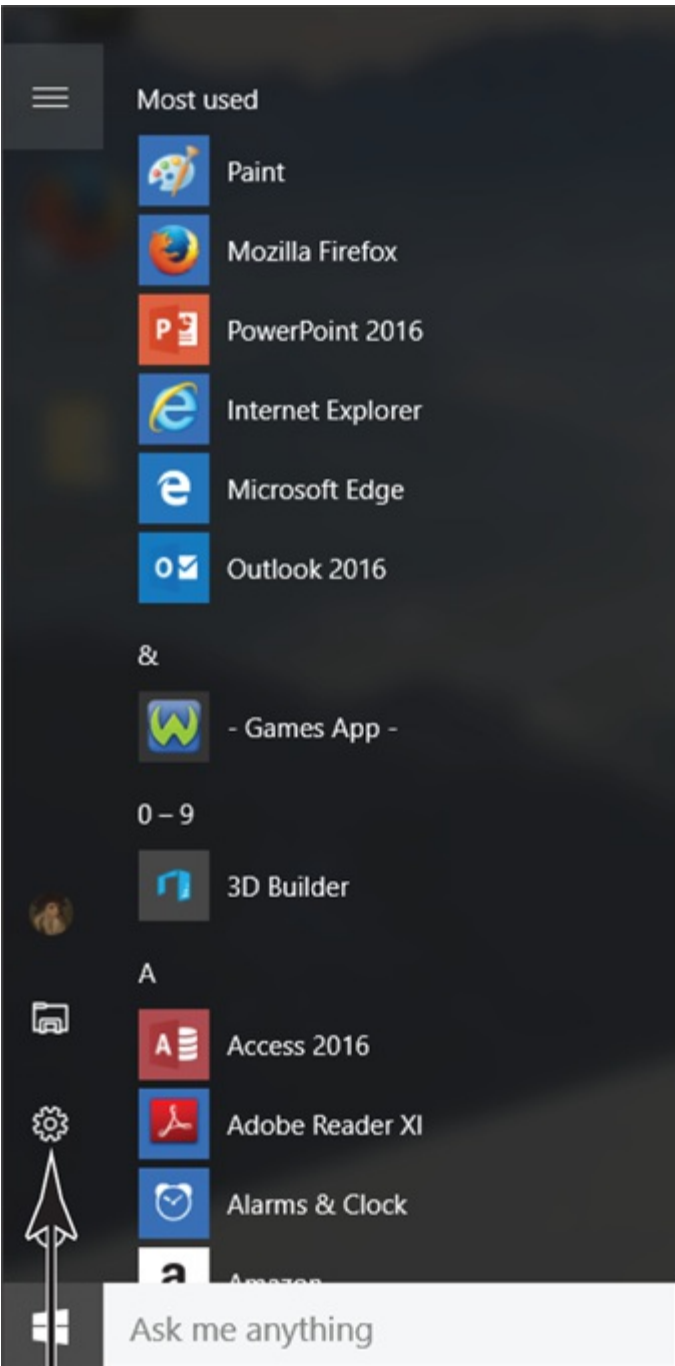 Most used
Paint
Mozilla Firefox
PowerPoint 2016
Internet Explorer
Microsoft Edge
Outlook 2016
&
- Games App -
0 – 9
3D Builder
A
Access 2016
Adobe Reader XI
Alarms & Clock
Amazon
Ask me anything